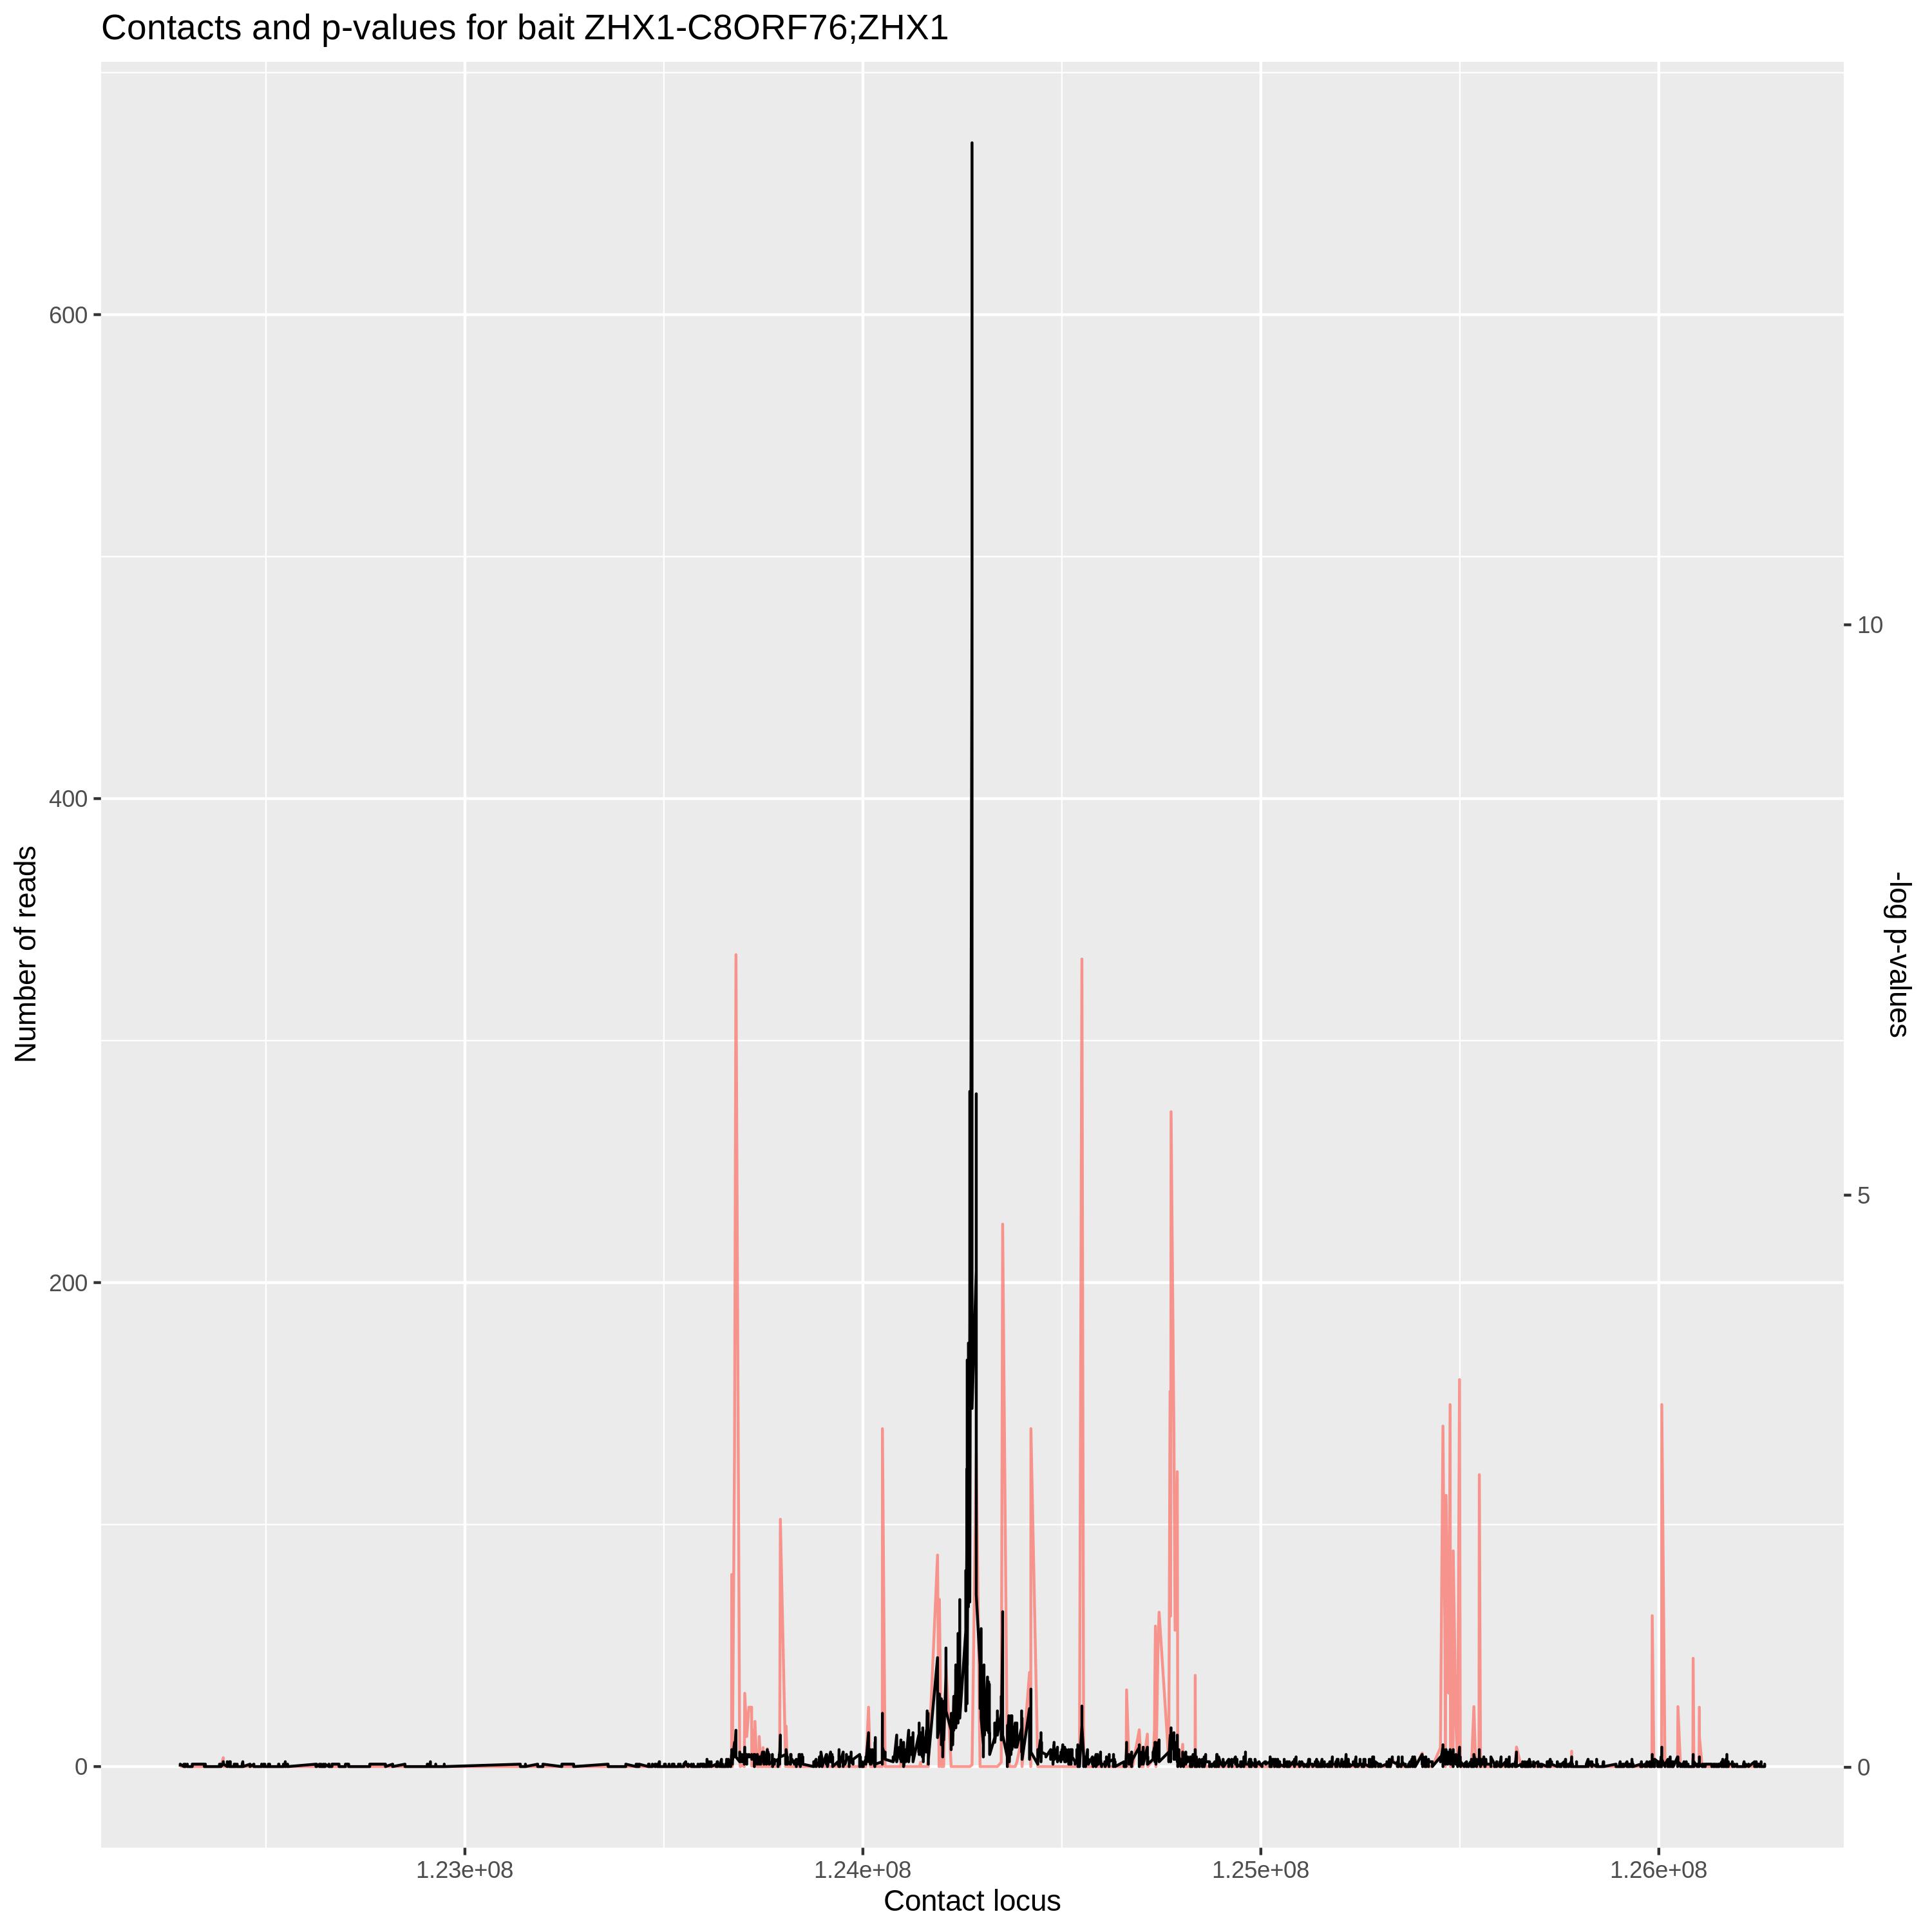 Contacts and p-values for bait ZHX1-C8ORF76;ZHX1
600
400
200
0
Number of reads
10
5
0
-log p-values
1.23e+08
1.24e+08
1.25e+08
1.26e+08
Contact locus